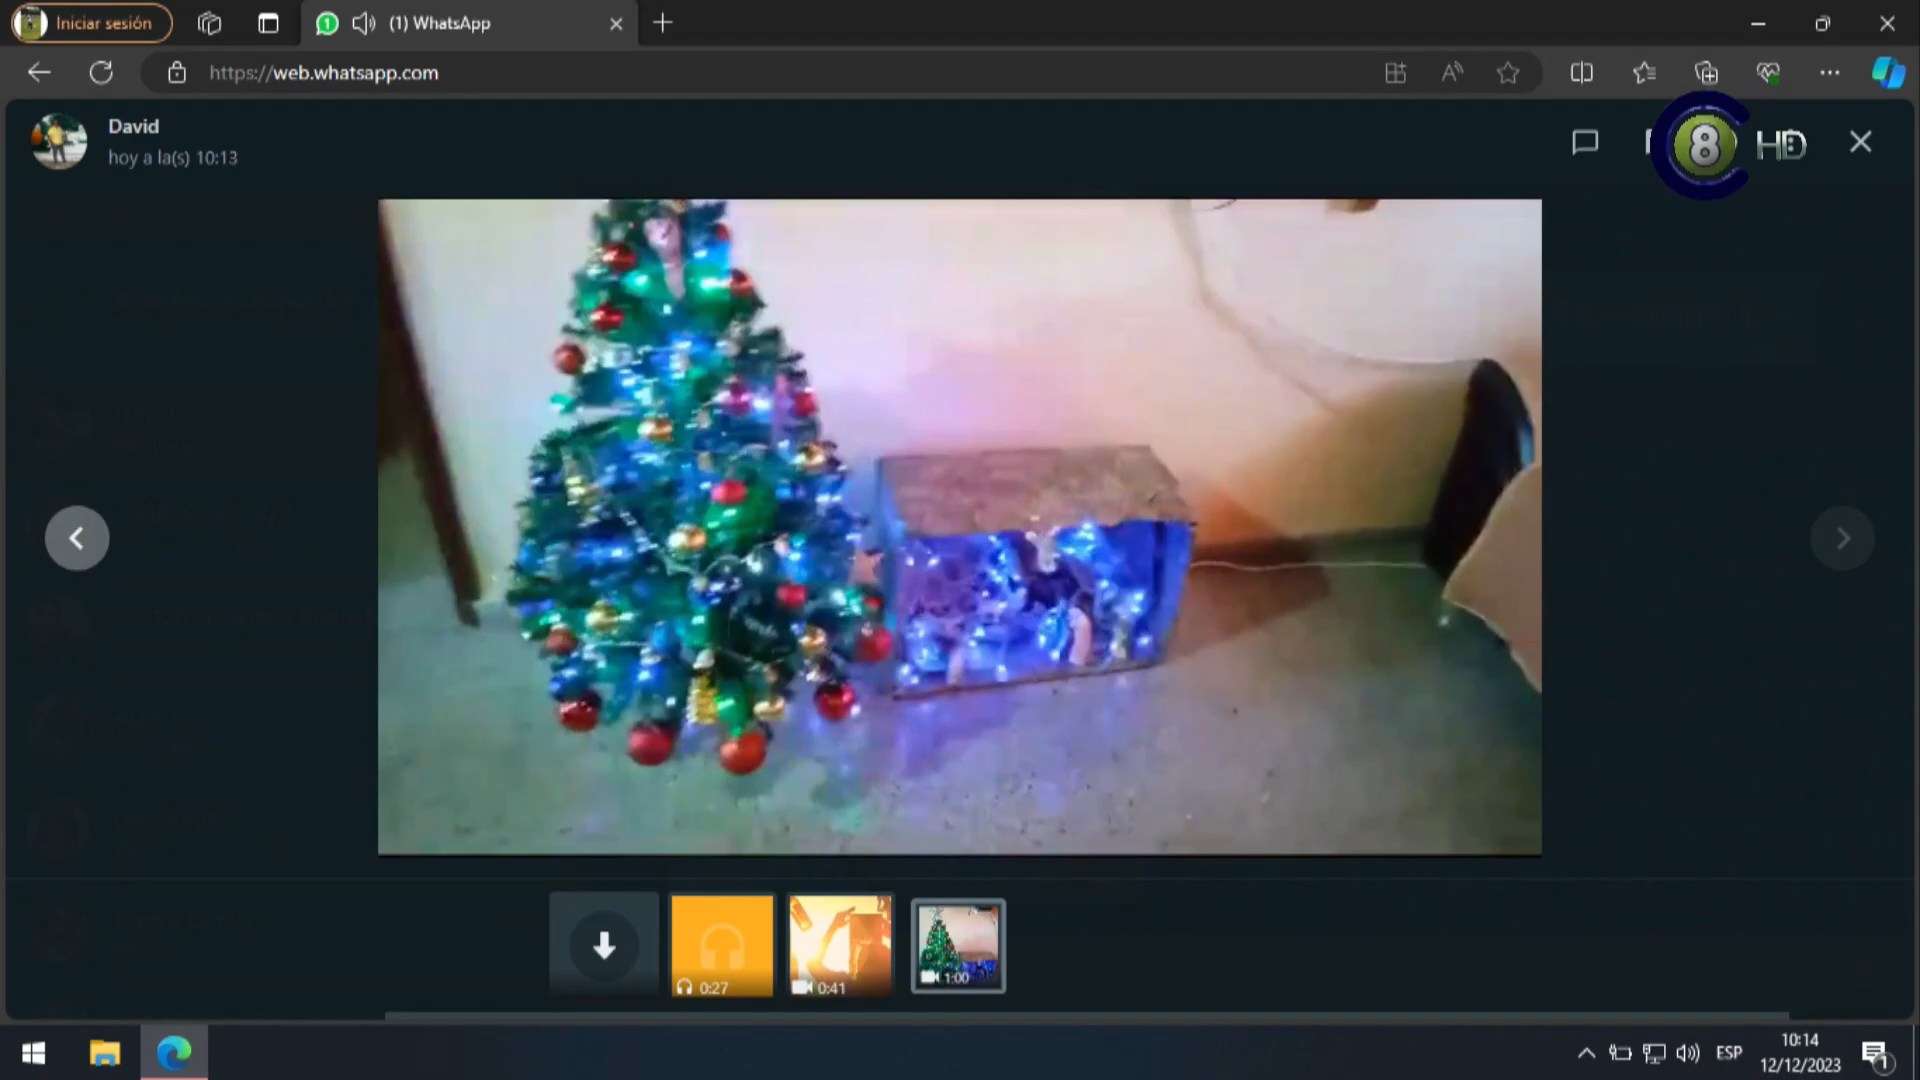 Iniciar sesión
(1) WhatsApp
https://web.whatsapp.com
David
hoy a la(s) 10:13
8 HD
0:27
0:41
1:00
ESP
10:14
12/12/2023
1